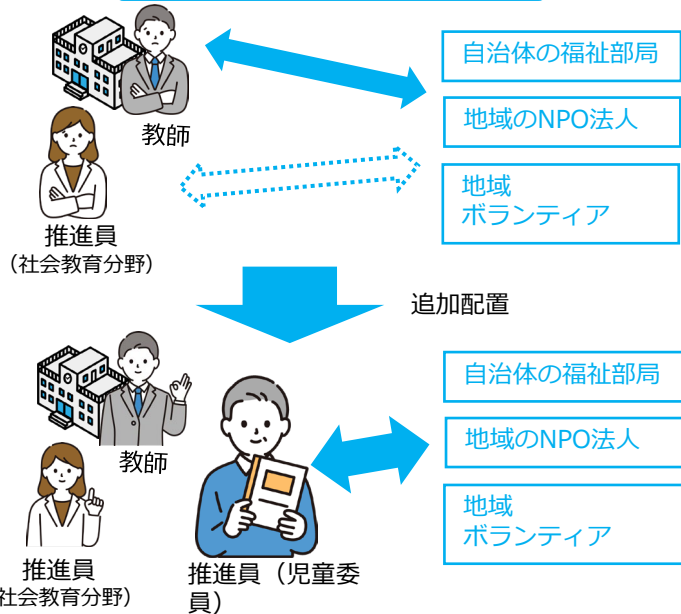 自治体の福祉部局
教師
地域のNPO法人
地域
ボランティア
推進員
（社会教育分野）
追加配置
自治体の福祉部局
地域のNPO法人
教師
地域
ボランティア
推進員
社会教育分野）
推進員（児童委
員）